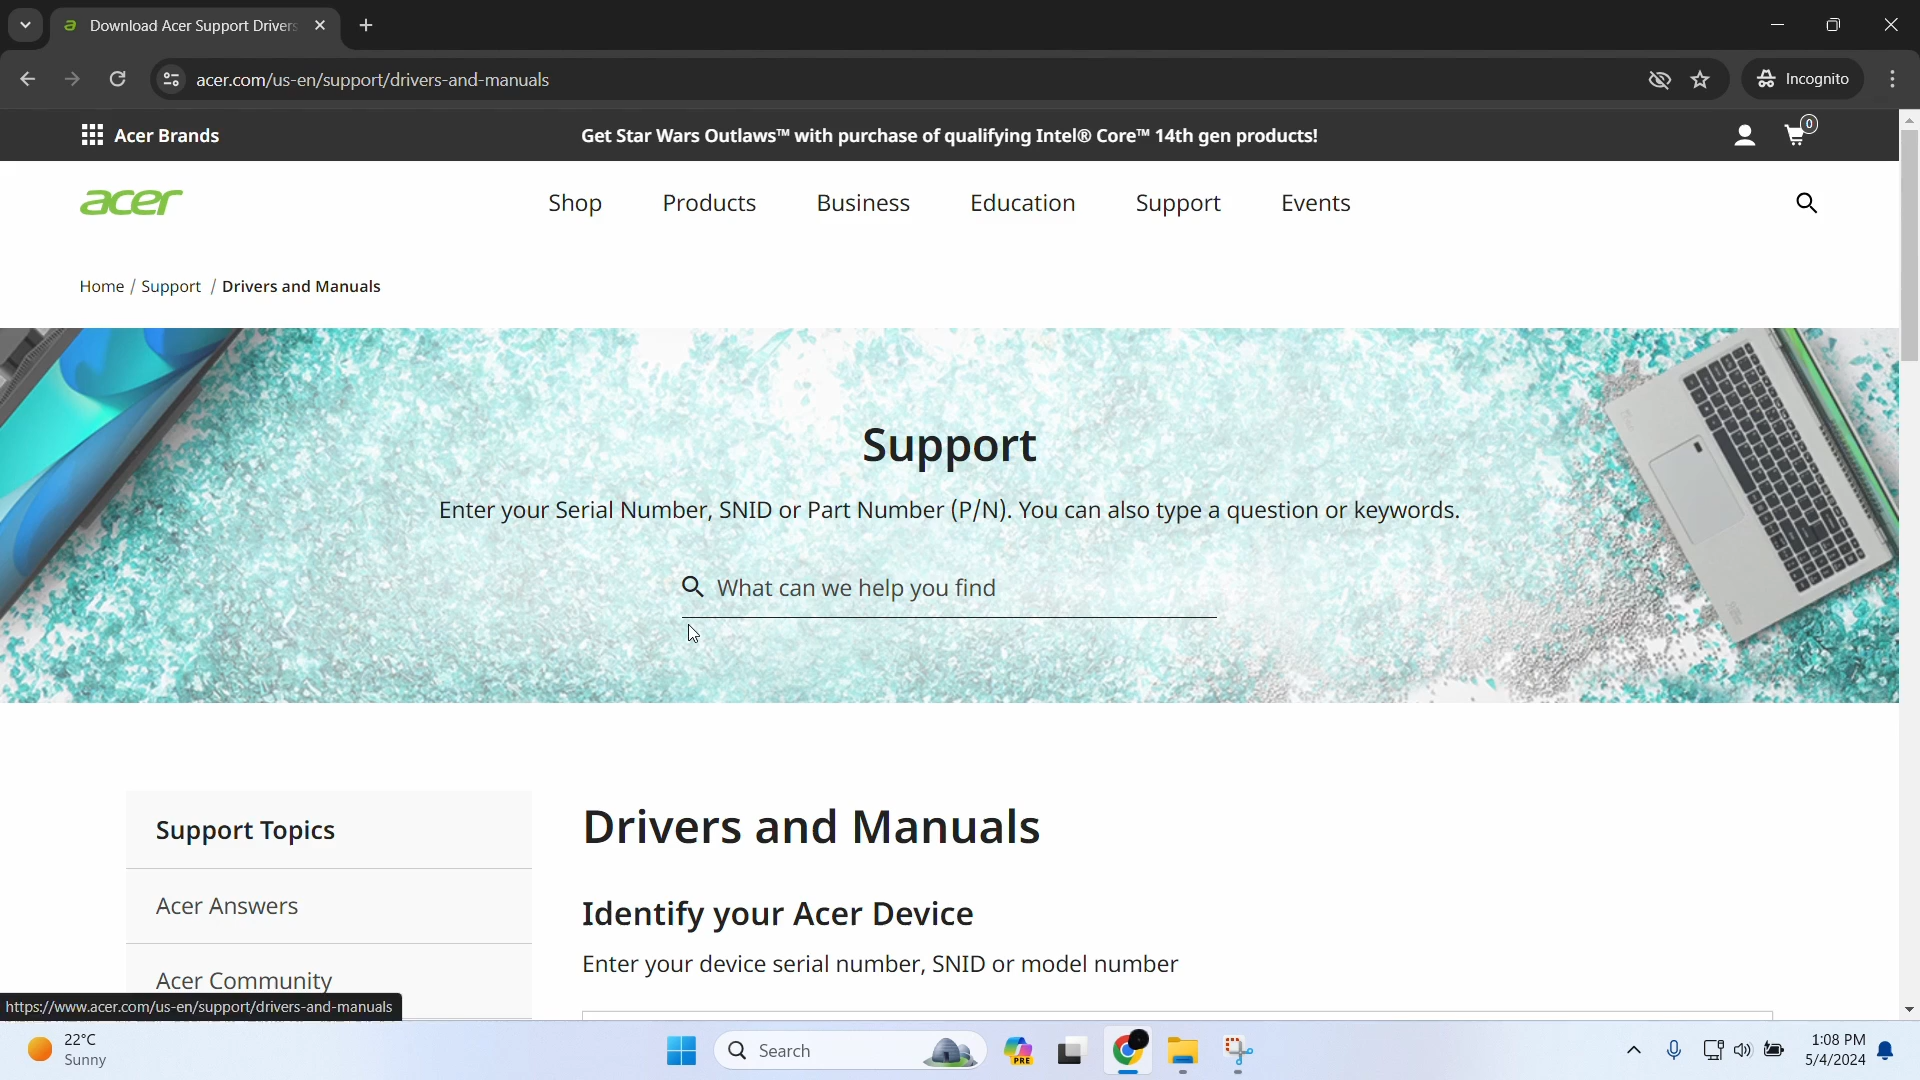 Download Acer Support Drivers
acer.com/us-en/support/drivers-and-manuals
Incognito
Acer Brands
Get Star Wars Outlaws™ with purchase of qualifying Intel® Core™ 14th gen products!
0
acer
Shop
Products
Business
Education
Support
Events
Home / Support / Drivers and Manuals
Support
Enter your Serial Number, SNID or Part Number (P/N). You can also type a question or keywords.
What can we help you find
Support Topics
Acer Answers
Acer Community
Drivers and Manuals
Identify your Acer Device
Enter your device serial number, SNID or model number
https://www.acer.com/us-en/support/drivers-and-manuals
22°C
Sunny
Search
PRE
1:08 PM
5/4/2024